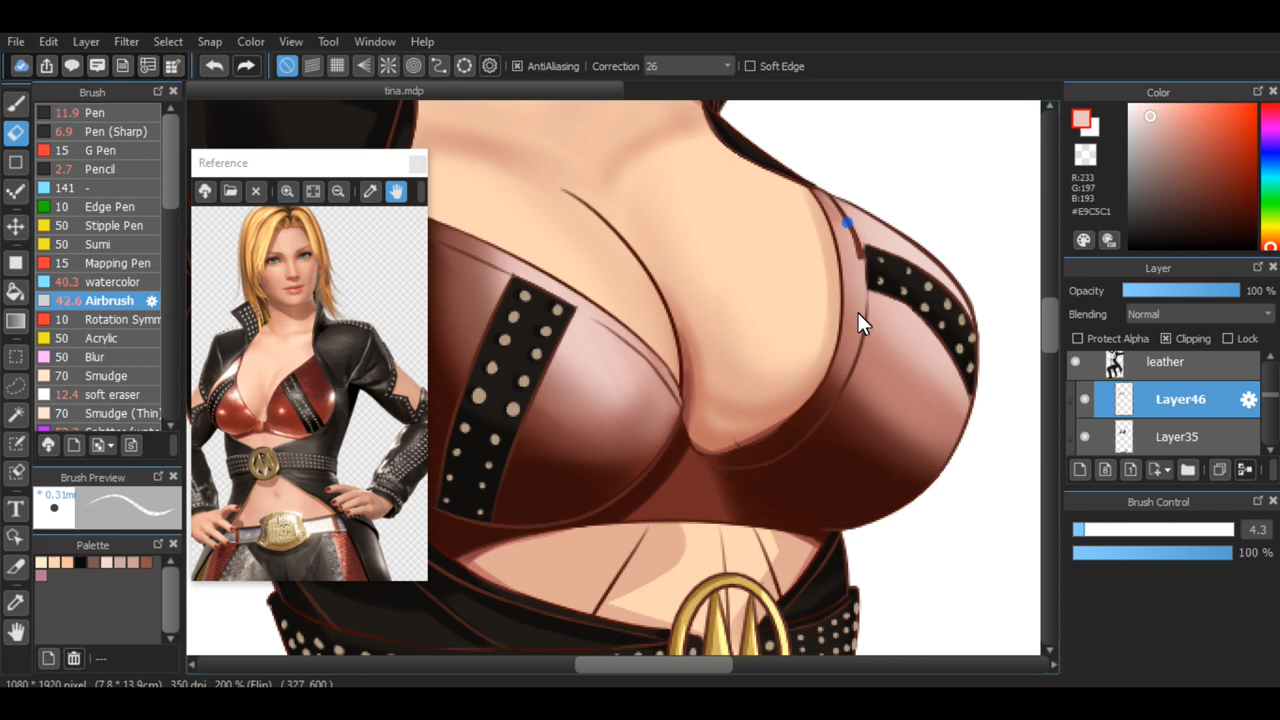 File Edit Layer Filter Select Snap Color View Tool Window Help
AntiAliasing Correction 26 Soft Edge
Brush
tina.mdp
Color
11.9 Pen
6.9 Pen (Sharp)
15 G Pen
2.7 Pencil
141 -
10 Edge Pen
50 Stipple Pen
50 Sumi
15 Mapping Pen
40.3 watercolor
42.6 Airbrush
10 Rotation Symm
50 Acrylic
50 Blur
70 Smudge
12.4 soft eraser
70 Smudge (Thin)
Reference
R:233
G:197
B:193
#E9C5C1
Layer
Opacity 100 %
Blending Normal
Protect Alpha Clipping Lock
leather
Layer46
Layer35
Brush Preview
* 0.31m
Brush Control
4.3
100 %
Palette
---
1080 * 1920 pixel (7.8 * 13.9cm) 350 dpi 200 % (Flip) ( 327, 600 )